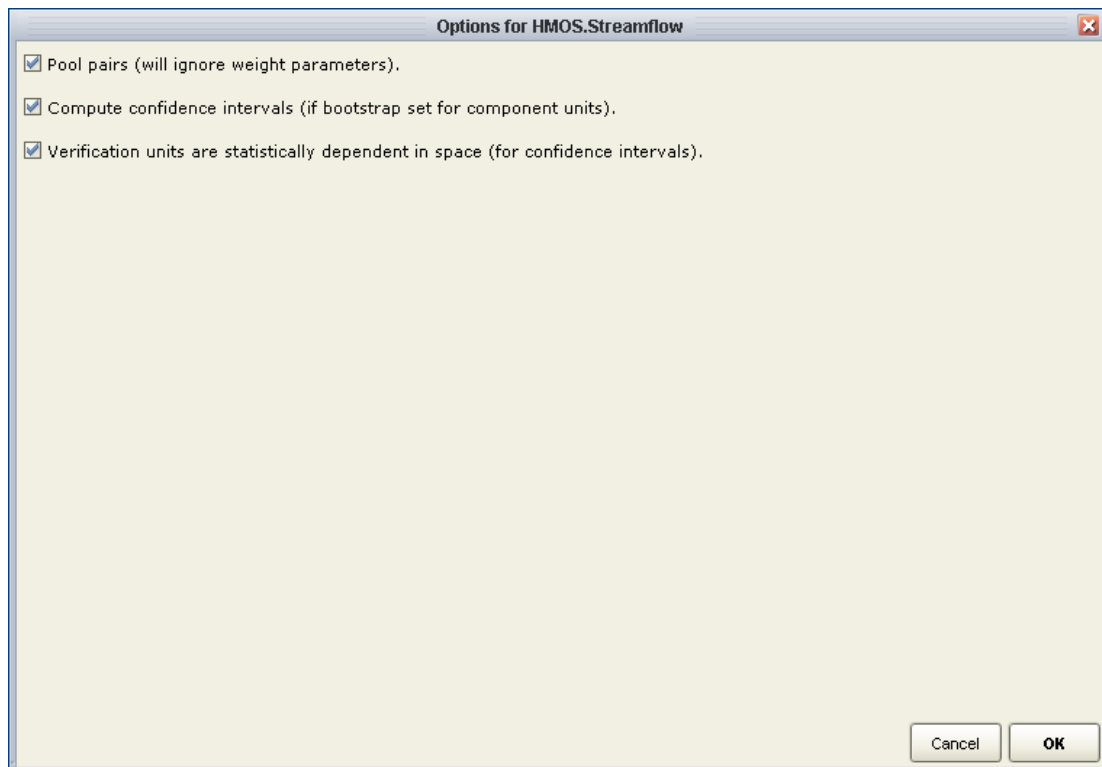 Options for HMOS.Streamflow
Pool pairs (will ignore weight parameters).
Compute confidence intervals (if bootstrap set for component units).
Verification units are statistically dependent in space (for confidence intervals).
Cancel
OK